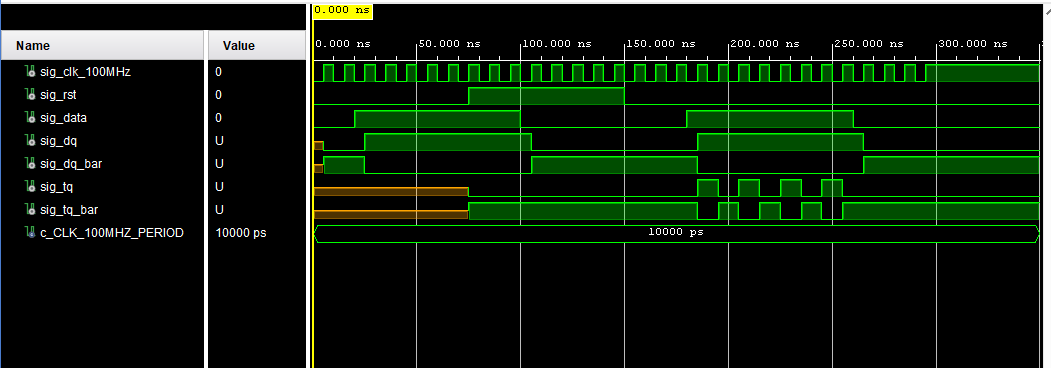 0.000 ns
Name Value
0.000 ns 50.000 ns 100.000 ns 150.000 ns 200.000 ns 250.000 ns 300.000 ns
sig_clk_100MHz 0
sig_rst 0
sig_data 0
sig_dq U
sig_dq_bar U
sig_tq U
sig_tq_bar U
c_CLK_100MHZ_PERIOD 10000 ps 10000 ps